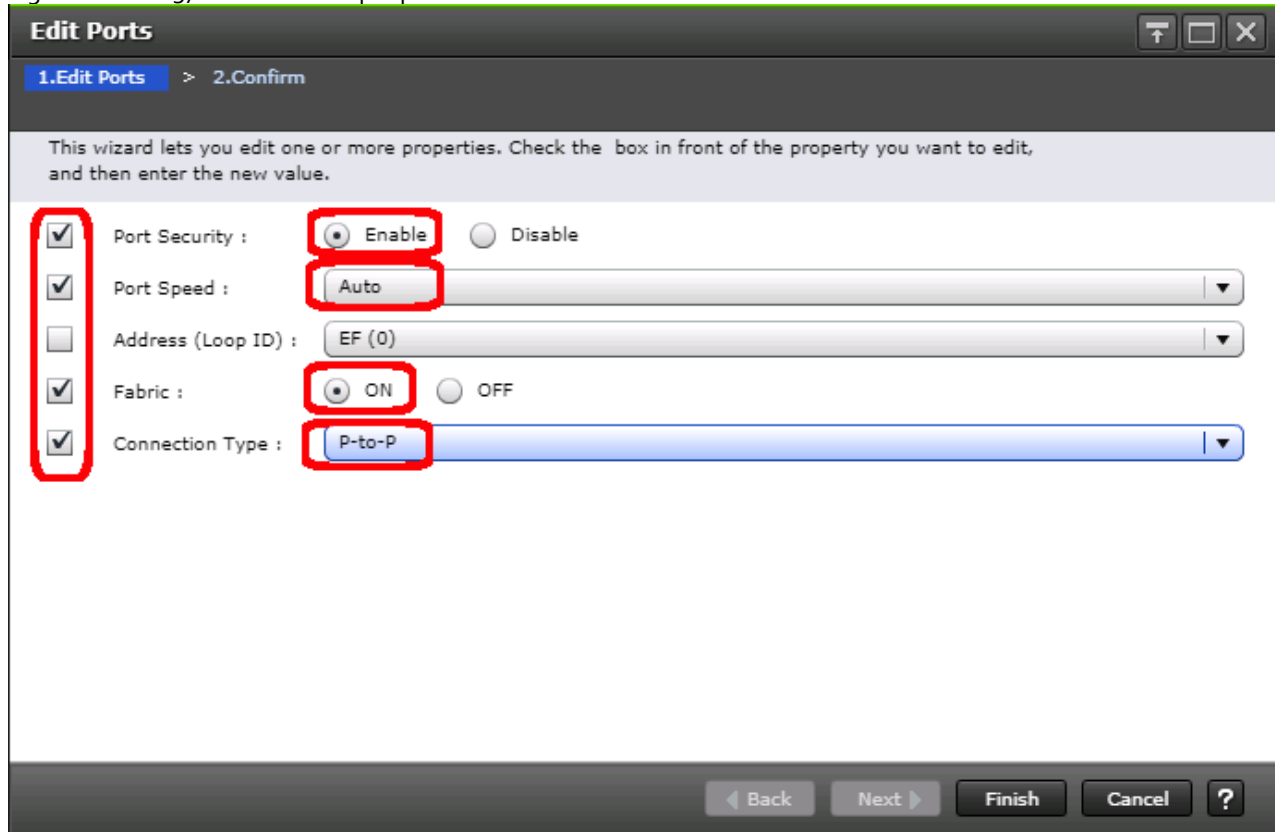 Edit Ports
1.Edit Ports > 2.Confirm
This wizard lets you edit one or more properties. Check the box in front of the property you want to edit,
and then enter the new value.
Port Security : Enable Disable
Port Speed : Auto
Address (Loop ID) : EF (0)
Fabric : ON OFF
Connection Type : P-to-P
Back Next Finish Cancel ?